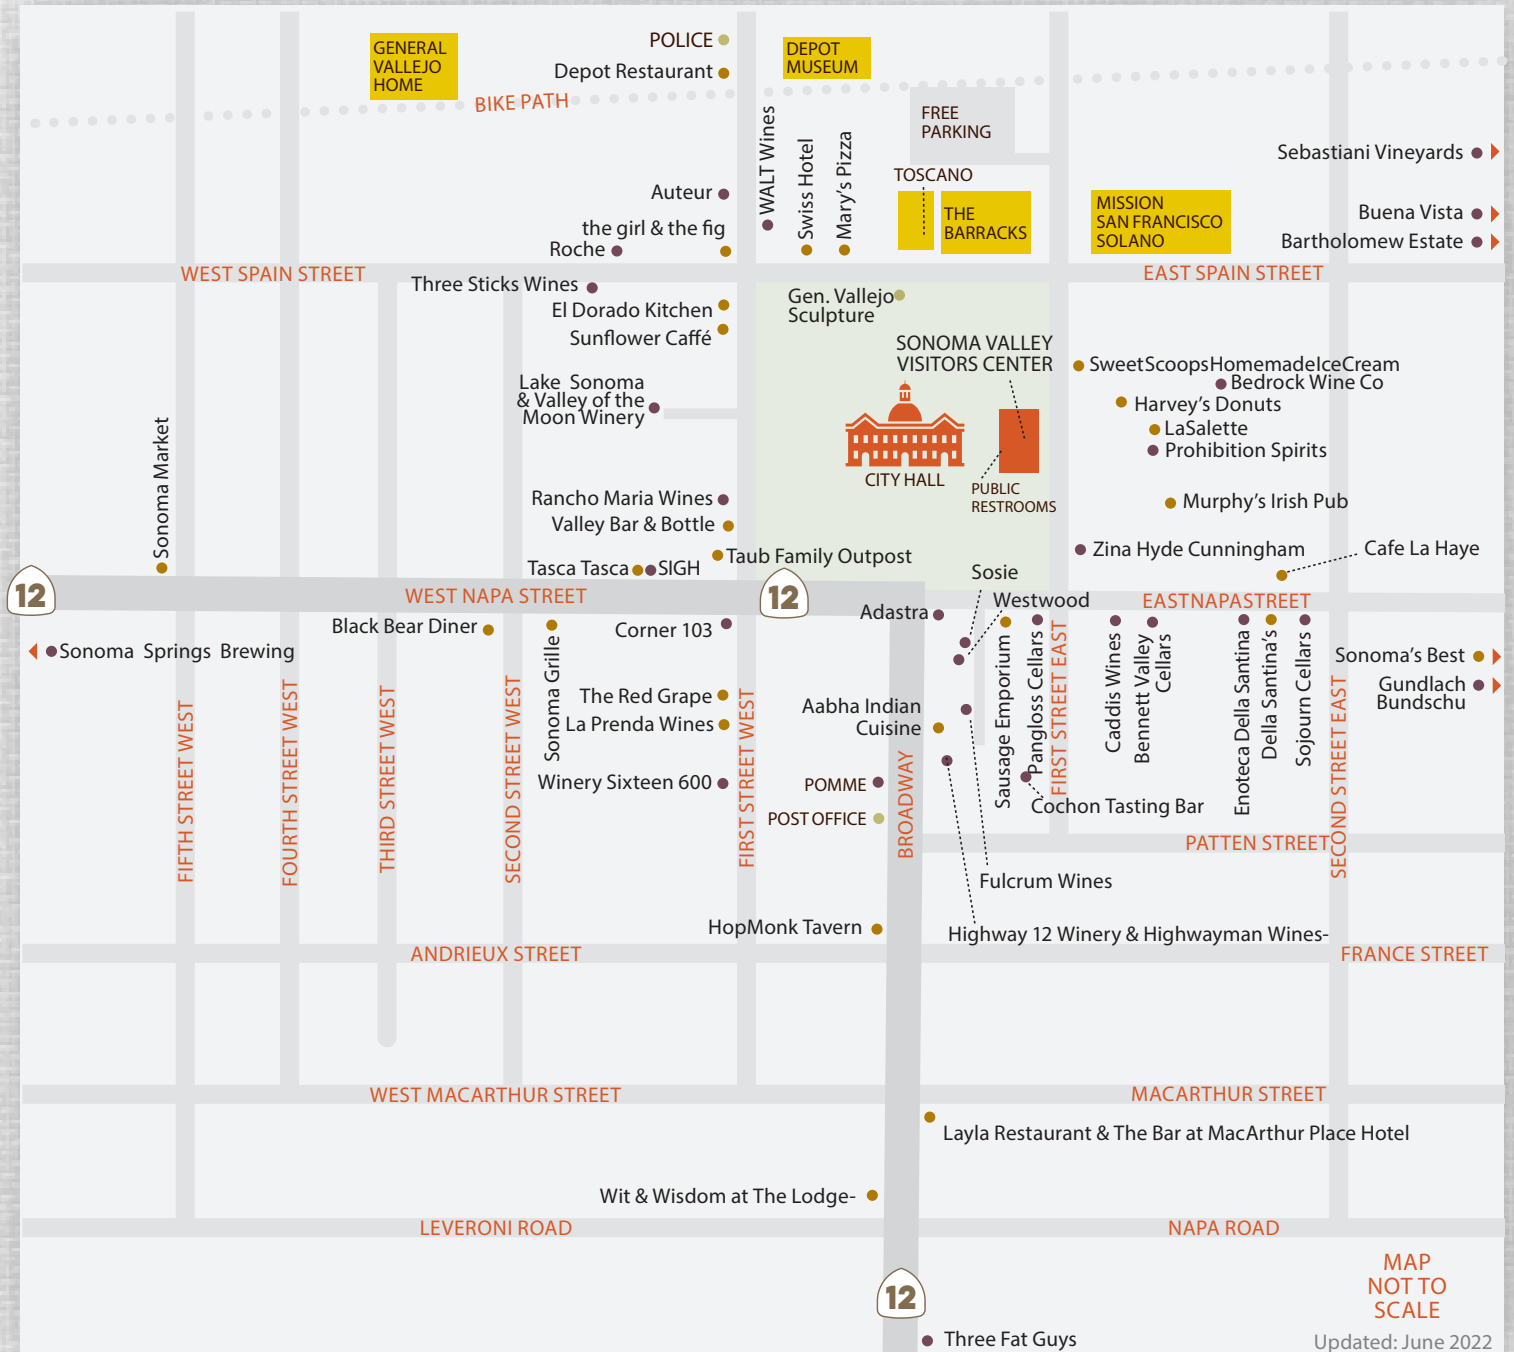 POLICE
GENERAL
VALLEJO
HOME
DEPOT
MUSEUM
Depot Restaurant
BIKE PATH
FREE
PARKING
WALT Wines
Swiss Hotel
Mary's Pizza
Sebastiani Vineyards
TOSCANO
Auteur
THE
BARRACKS
MISSION
SAN FRANCISCO
SOLANO
Buena Vista
the girl & the fig
Roche
Bartholomew Estate
WEST SPAIN STREET
EAST SPAIN STREET
Three Sticks Wines
Gen. Vallejo
Sculpture
El Dorado Kitchen
Sunflower Caffé
SONOMA VALLEY
VISITORS CENTER
SweetScoopsHomemadeIceCream
Lake Sonoma
& Valley of the
Moon Winery
Bedrock Wine Co
Harvey's Donuts
LaSalette
Prohibition Spirits
Sonoma Market
CITY HALL
PUBLIC
RESTROOMS
Rancho Maria Wines
Murphy's Irish Pub
Valley Bar & Bottle
Taub Family Outpost
Zina Hyde Cunningham
Cafe La Haye
Tasca Tasca
SIGH
Sosie
12
12
WEST NAPA STREET
Westwood
EASTNAPASTREET
Adastra
Black Bear Diner
Corner 103
Sonoma Springs Brewing
Sonoma Grille
Sausage Emporium
Pangloss Cellars
FIRST STREET EAST
Caddis Wines
Bennett Valley
Cellars
Enoteca Della Santina
Della Santina's
Sojourn Cellars
Sonoma's Best
Gundlach
Bundschu
The Red Grape
La Prenda Wines
Aabha Indian
Cuisine
FIFTH STREET WEST
FOURTH STREET WEST
THIRD STREET WEST
SECOND STREET WEST
FIRST STREET WEST
BROADWAY
SECOND STREET EAST
Winery Sixteen 600
POMME
Cochon Tasting Bar
POST OFFICE
PATTEN STREET
Fulcrum Wines
HopMonk Tavern
Highway 12 Winery & Highwayman Wines-
ANDRIEUX STREET
FRANCE STREET
WEST MACARTHUR STREET
MACARTHUR STREET
Layla Restaurant & The Bar at MacArthur Place Hotel
Wit & Wisdom at The Lodge-
LEVERONI ROAD
NAPA ROAD
12
MAP
NOT TO
SCALE
Three Fat Guys
Updated: June 2022